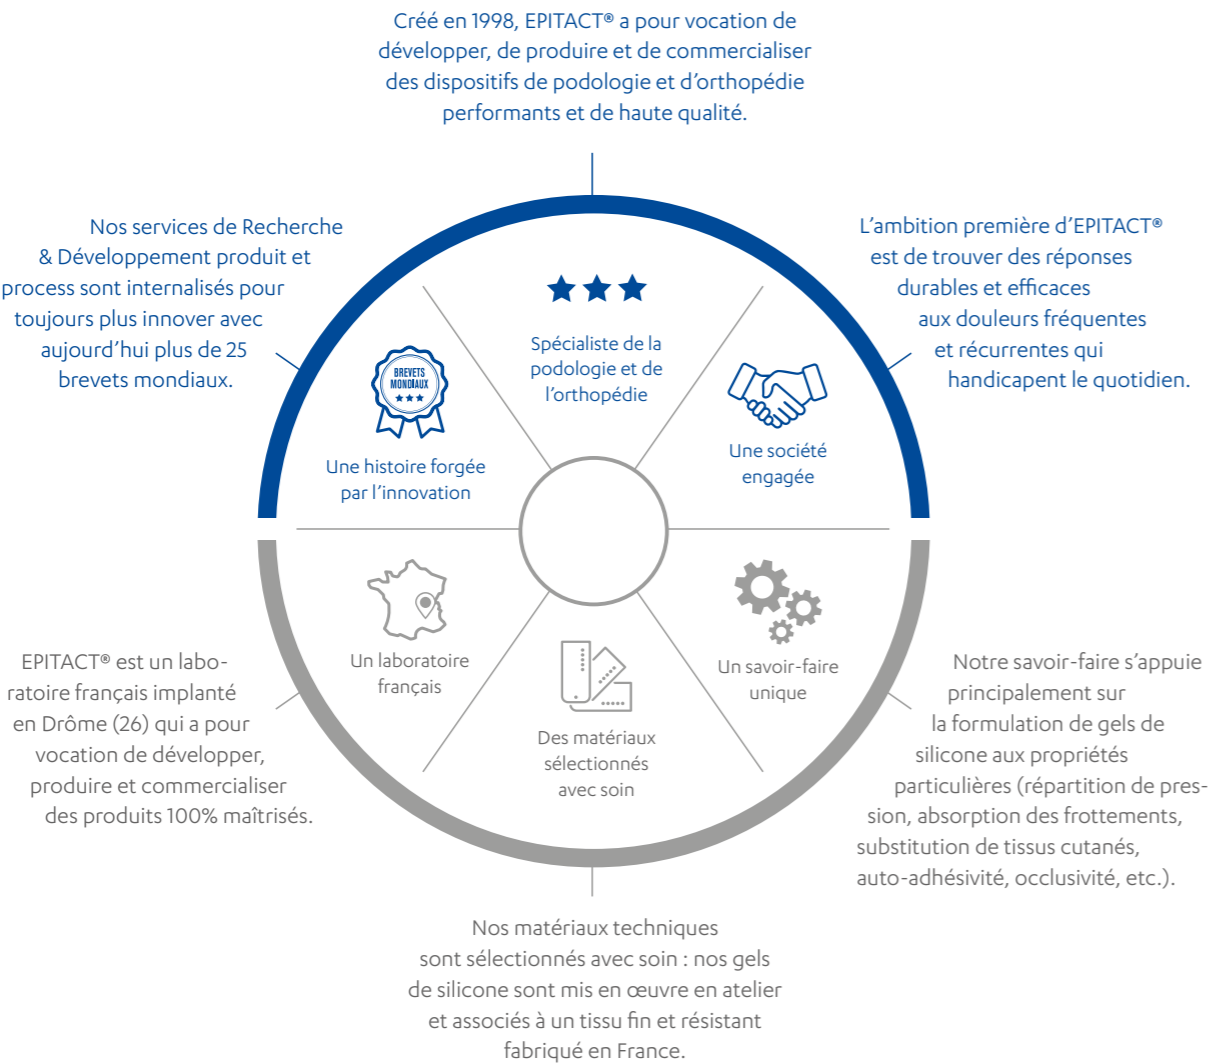 Créé en 1998, EPITACT® a pour vocation de
développer, de produire et de commercialiser
des dispositifs de podologie et d'orthopédie
performants et de haute qualité.
Nos services de Recherche
& Développement produit et
process sont internalisés pour
toujours plus innover avec
aujourd'hui plus de 25
brevets mondiaux.
L'ambition première d'EPITACT®
est de trouver des réponses
durables et efficaces
aux douleurs fréquentes
et récurrentes qui
handicapent le quotidien.
BREVETS
MONDIAUX
Une histoire forgée
par l'innovation
Spécialiste de la
podologie et de
l'orthopédie
Une société
engagée
Un laboratoire
français
Des matériaux
sélectionnés
avec soin
Un savoir-faire
unique
EPITACT® est un labo-
ratoire français implanté
en Drôme (26) qui a pour
vocation de développer,
produire et commercialiser
des produits 100% maîtrisés.
Notre savoir-faire s'appuie
principalement sur
la formulation de gels de
silicone aux propriétés
particulières (répartition de pres-
sion, absorption des frottements,
substitution de tissus cutanés,
auto-adhésivité, occlusivité, etc.).
Nos matériaux techniques
sont sélectionnés avec soin : nos gels
de silicone sont mis en œuvre en atelier
et associés à un tissu fin et résistant
fabriqué en France.